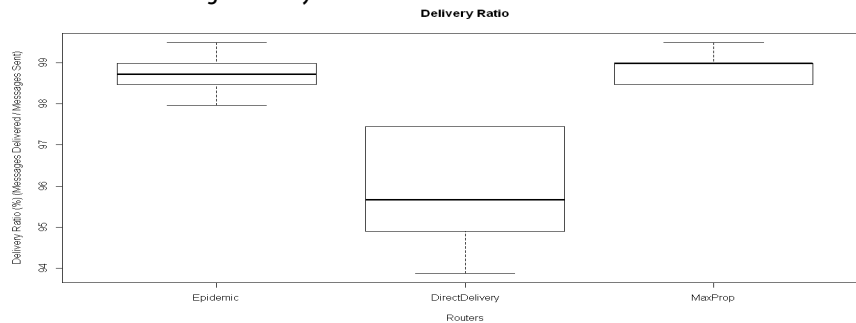 Delivery Ratio
Delivery Ratio (%) (Messages Delivered / Messages Sent)
99
98
97
96
95
94
Epidemic
DirectDelivery
MaxProp
Routers